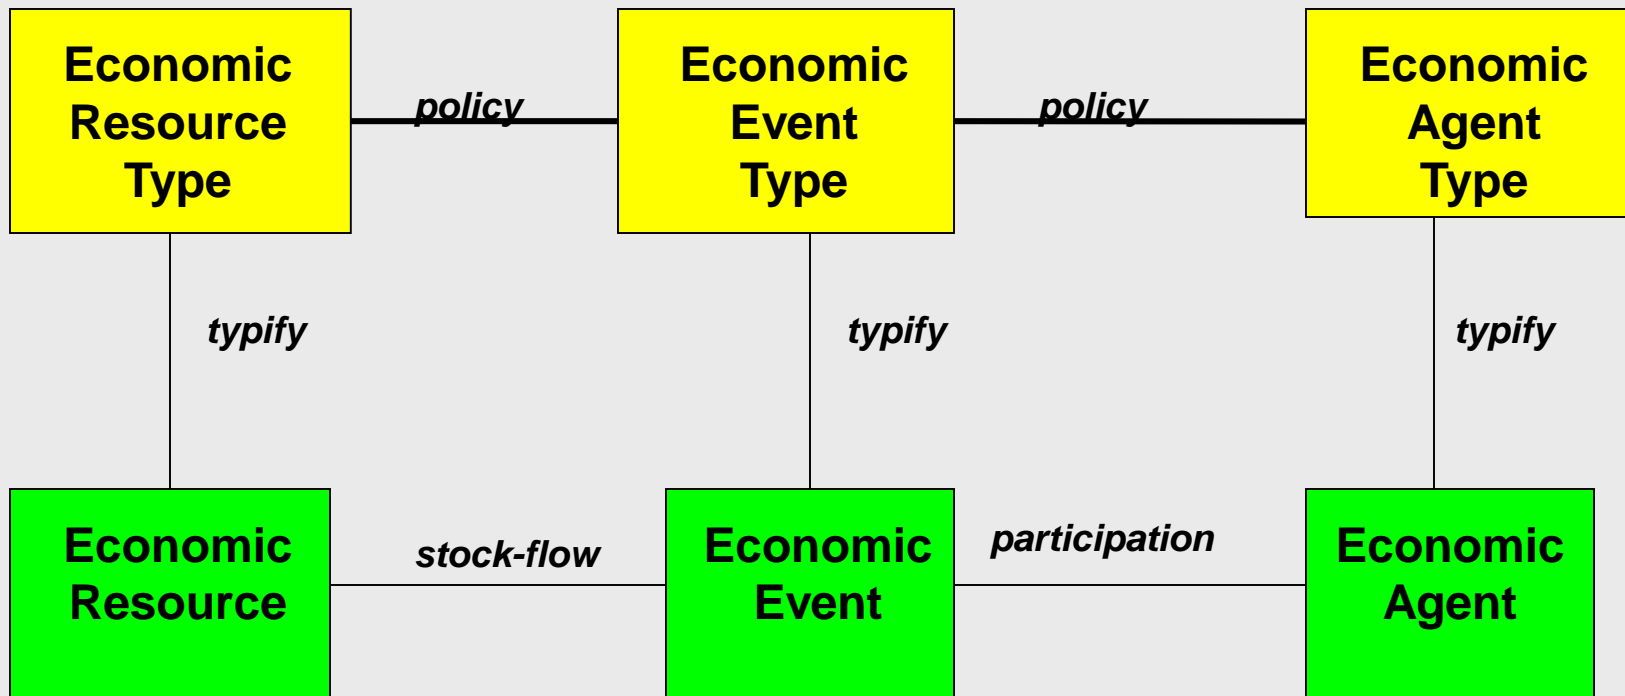 Economic
Resource
Type
policy
Economic
Event
Type
policy
Economic
Agent
Type
typify
typify
typify
Economic
Resource
stock-flow
Economic
Event
participation
Economic
Agent